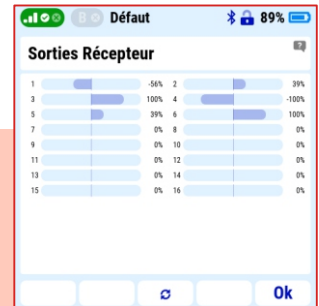 B Défaut 89%
Sorties Récepteur ?
1 -56% 2 39%
3 100% 4 -100%
5 39% 6 100%
7 0% 8 0%
9 0% 10 0%
11 0% 12 0%
13 0% 14 0%
15 0% 16 0%
Ok